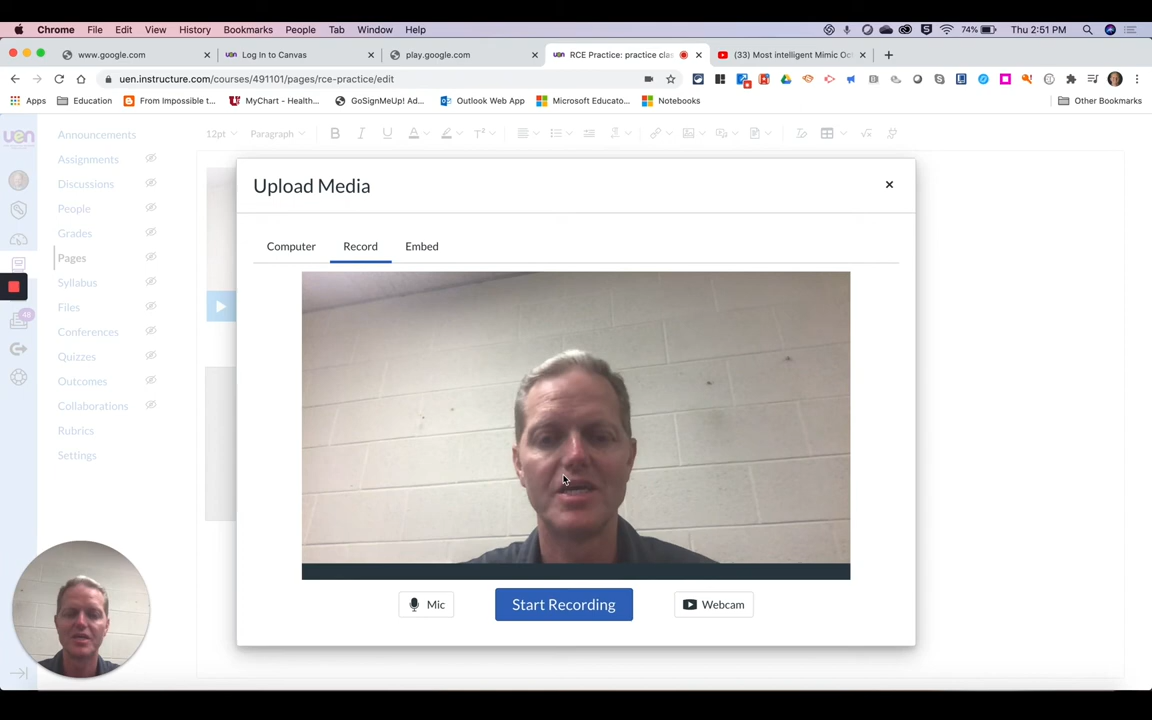 Chrome File Edit View History Bookmarks People Tab Window Help 74% Thu 2:51 PM
www.google.com × Log In to Canvas × play.google.com × RCE Practice: practice cla × (33) Most intelligent Mimic Oct × +
uen.instructure.com/courses/491101/pages/rce-practice/edit
Apps Education From Impossible t... MyChart - Health... GoSignMeUp! Ad... Outlook Web App Microsoft Educato... Notebooks Other Bookmarks
uen
12pt Paragraph B I U A T²
Announcements
Assignments
Discussions
People
Grades
Pages
Syllabus
Files
48
Conferences
Quizzes
Outcomes
Collaborations
Rubrics
Settings
Upload Media ×
Computer Record Embed
Mic Start Recording Webcam